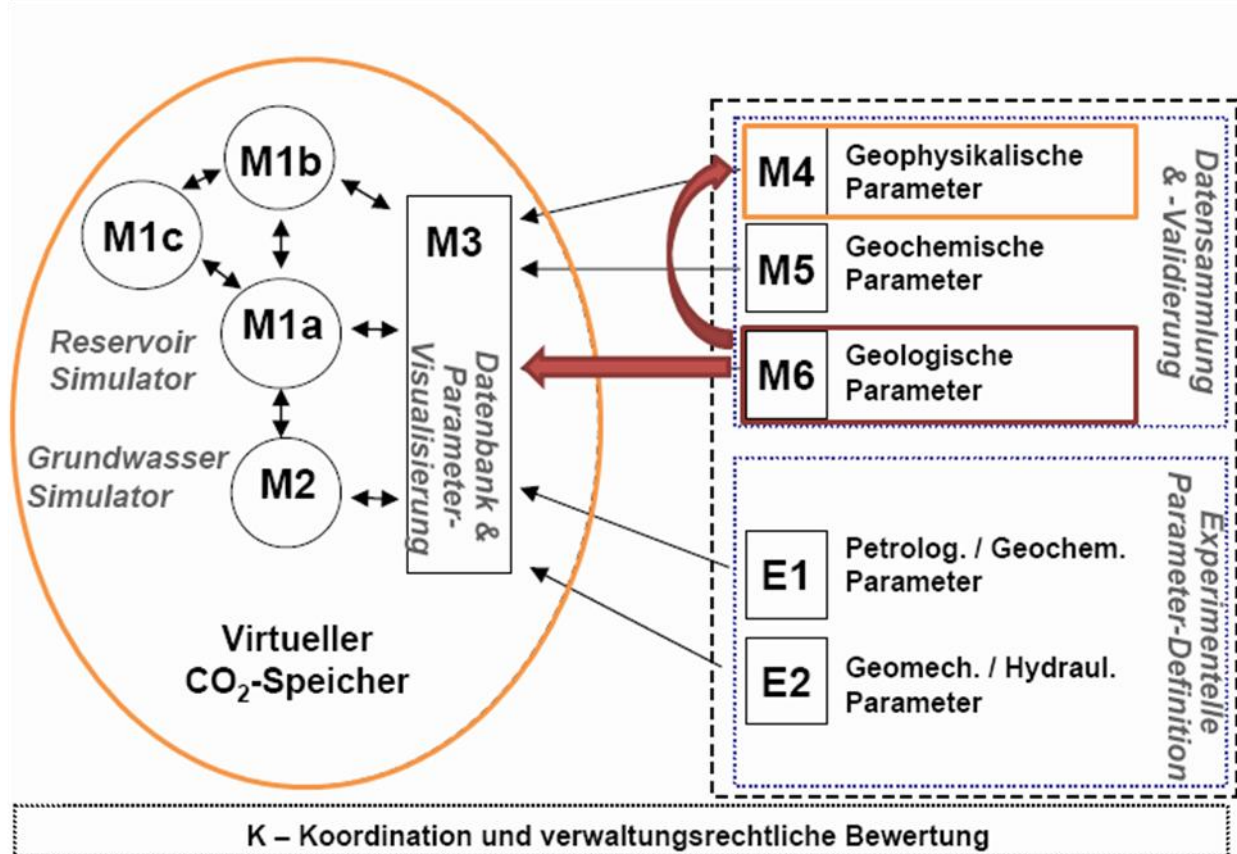 M1b
M1c
M1a
Reservoir
Simulator
Grundwasser
Simulator
M2
M3
Datenbank &
Parameter-
Visualisierung
Virtueller
CO₂-Speicher
M4
Geophysikalische
Parameter
M5
Geochemische
Parameter
M6
Geologische
Parameter
Datensammlung
& -Validierung
E1
Petrolog. / Geochem.
Parameter
E2
Geomech. / Hydraul.
Parameter
Experimentelle
Parameter-Definition
K – Koordination und verwaltungsrechtliche Bewertung